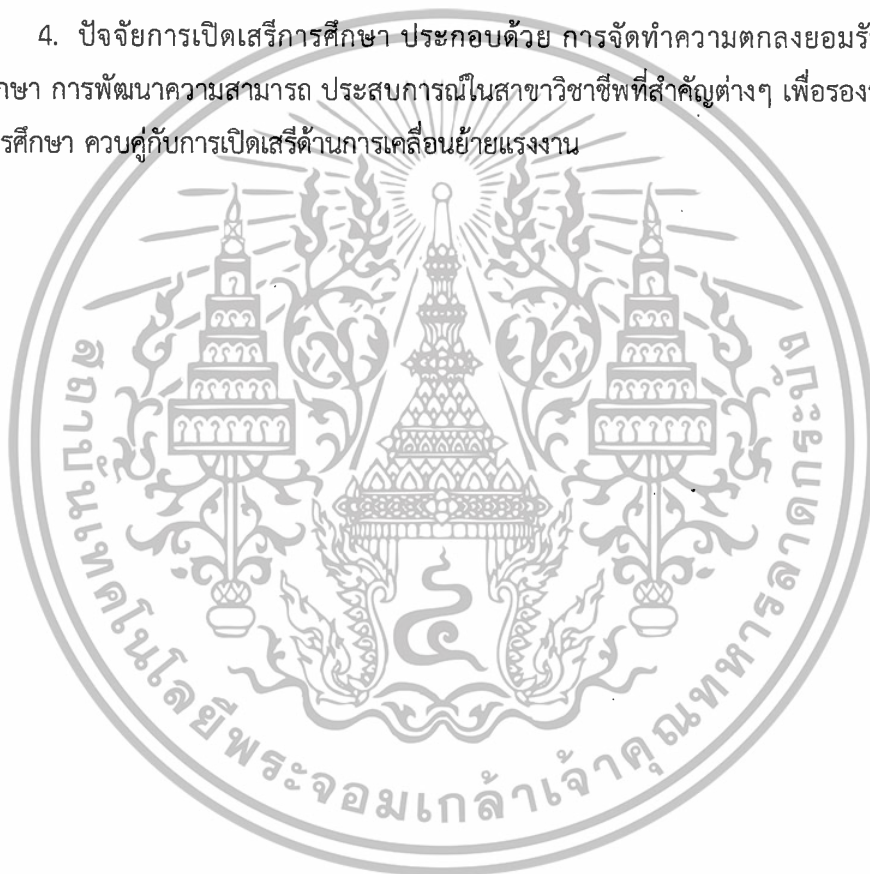 4. ปัจจัยการเปิดเสรีการศึกษา ประกอบด้วย การจัดทำความตกลงยอมรั
กษา การพัฒนาความสามารถ ประสบการณ์ในสาขาวิชาชีพที่สำคัญต่างๆ เพื่อรอง
รศึกษา ควบคู่กับการเปิดเสรีด้านการเคลื่อนย้ายแรงงาน
สถาบันเทคโนโลยีพระจอมเกล้าเจ้าคุณทหารลาดกระบัง
๔